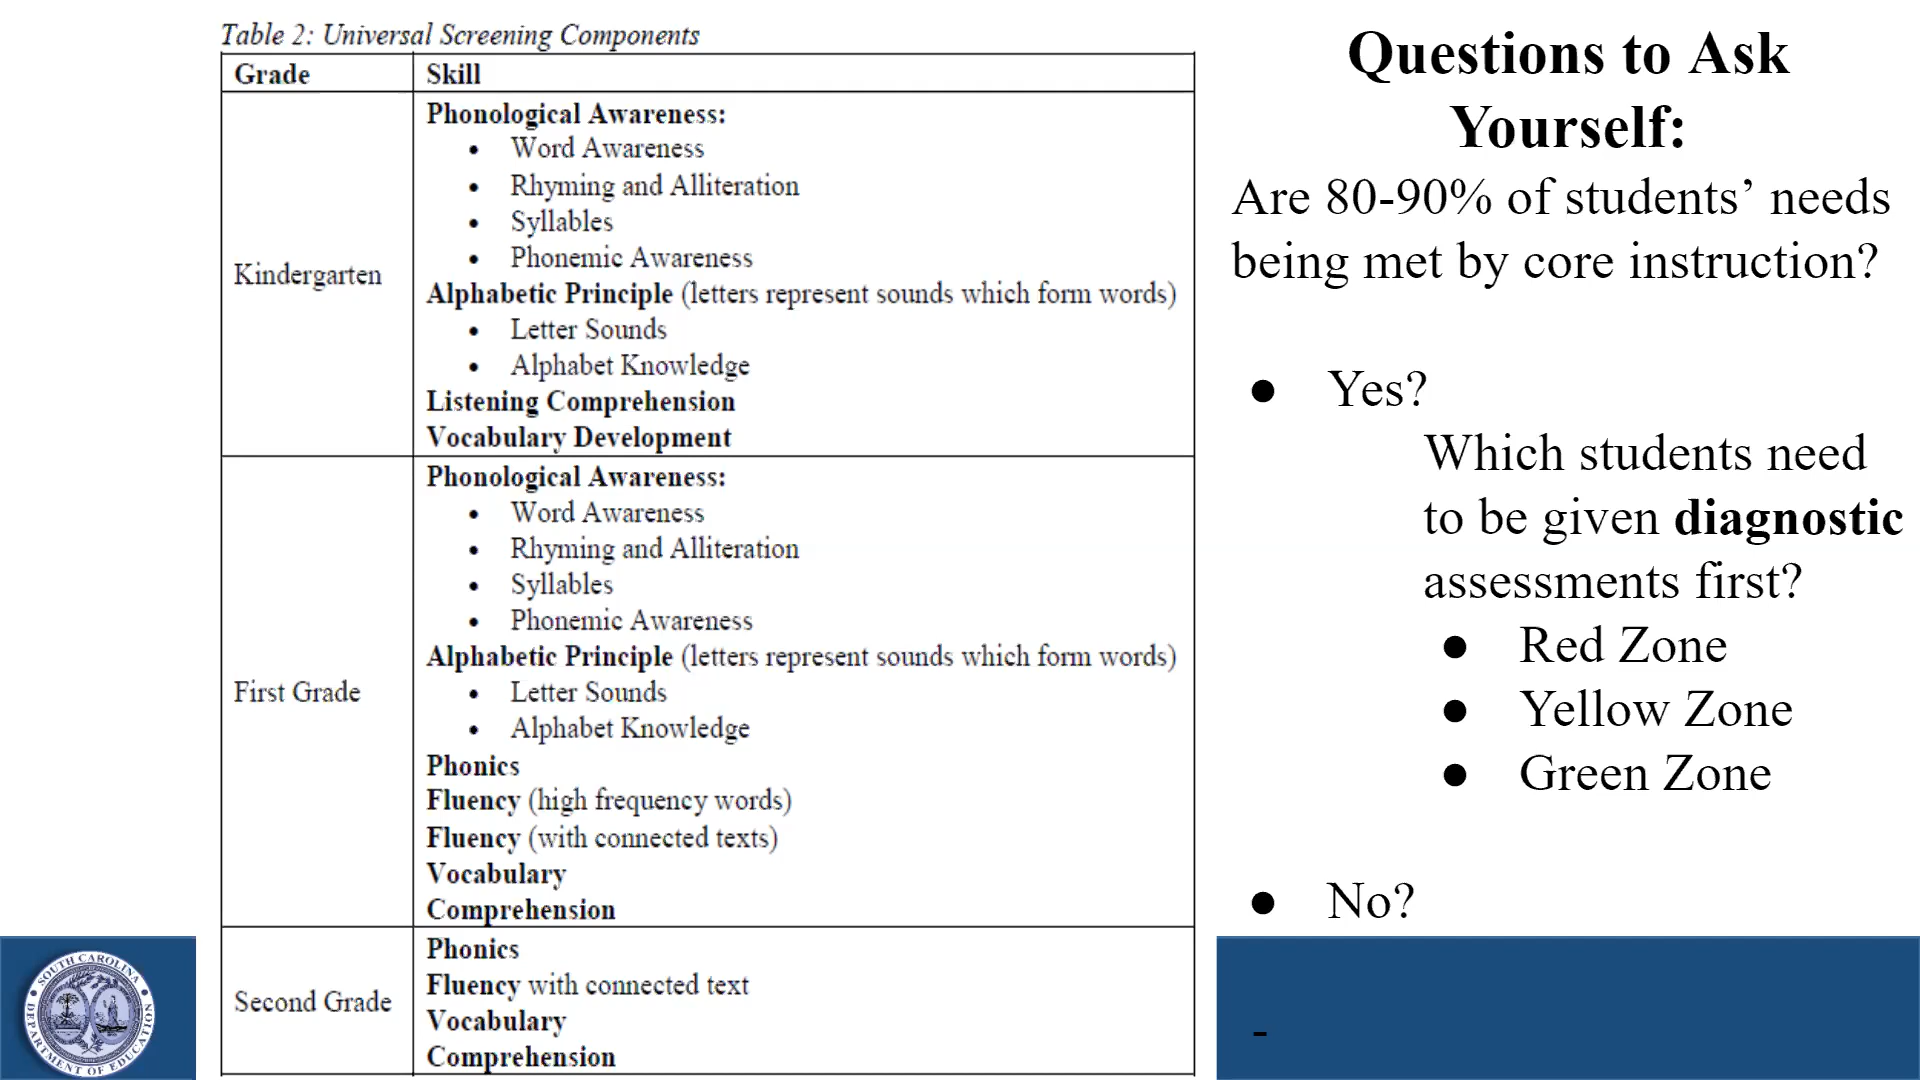 Table 2: Universal Screening Components
Grade Skill
Kindergarten
Phonological Awareness:
• Word Awareness
• Rhyming and Alliteration
• Syllables
• Phonemic Awareness
Alphabetic Principle (letters represent sounds which form words)
• Letter Sounds
• Alphabet Knowledge
Listening Comprehension
Vocabulary Development
First Grade
Phonological Awareness:
• Word Awareness
• Rhyming and Alliteration
• Syllables
• Phonemic Awareness
Alphabetic Principle (letters represent sounds which form words)
• Letter Sounds
• Alphabet Knowledge
Phonics
Fluency (high frequency words)
Fluency (with connected texts)
Vocabulary
Comprehension
Second Grade
Phonics
Fluency with connected text
Vocabulary
Comprehension
Questions to Ask
Yourself:
Are 80-90% of students’ needs
being met by core instruction?
● Yes?
Which students need
to be given diagnostic
assessments first?
● Red Zone
● Yellow Zone
● Green Zone
● No?
-
SOUTH CAROLINA
DEPARTMENT OF EDUCATION